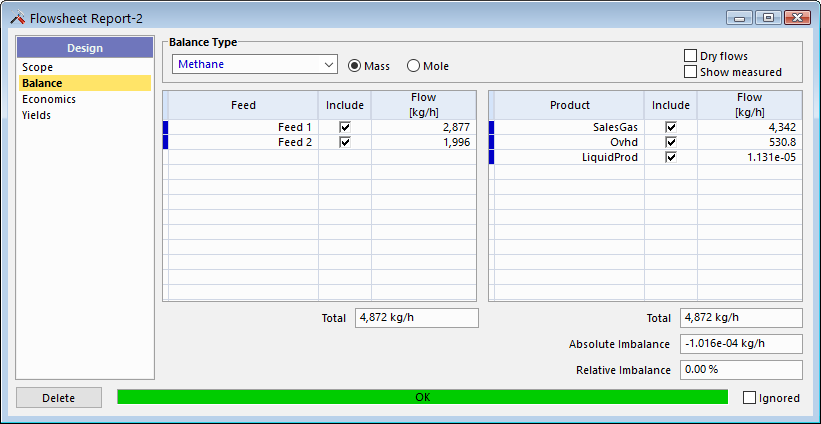 Flowsheet Report-2
Design
Scope
Balance
Economics
Yields
Balance Type
Methane
Mass
Mole
Dry flows
Show measured
Feed Include Flow [kg/h]
Feed 1 2,877
Feed 2 1,996
Total 4,872 kg/h
Product Include Flow [kg/h]
SalesGas 4,342
Ovhd 530.8
LiquidProd 1.131e-05
Total 4,872 kg/h
Absolute Imbalance -1.016e-04 kg/h
Relative Imbalance 0.00 %
Delete
OK
Ignored